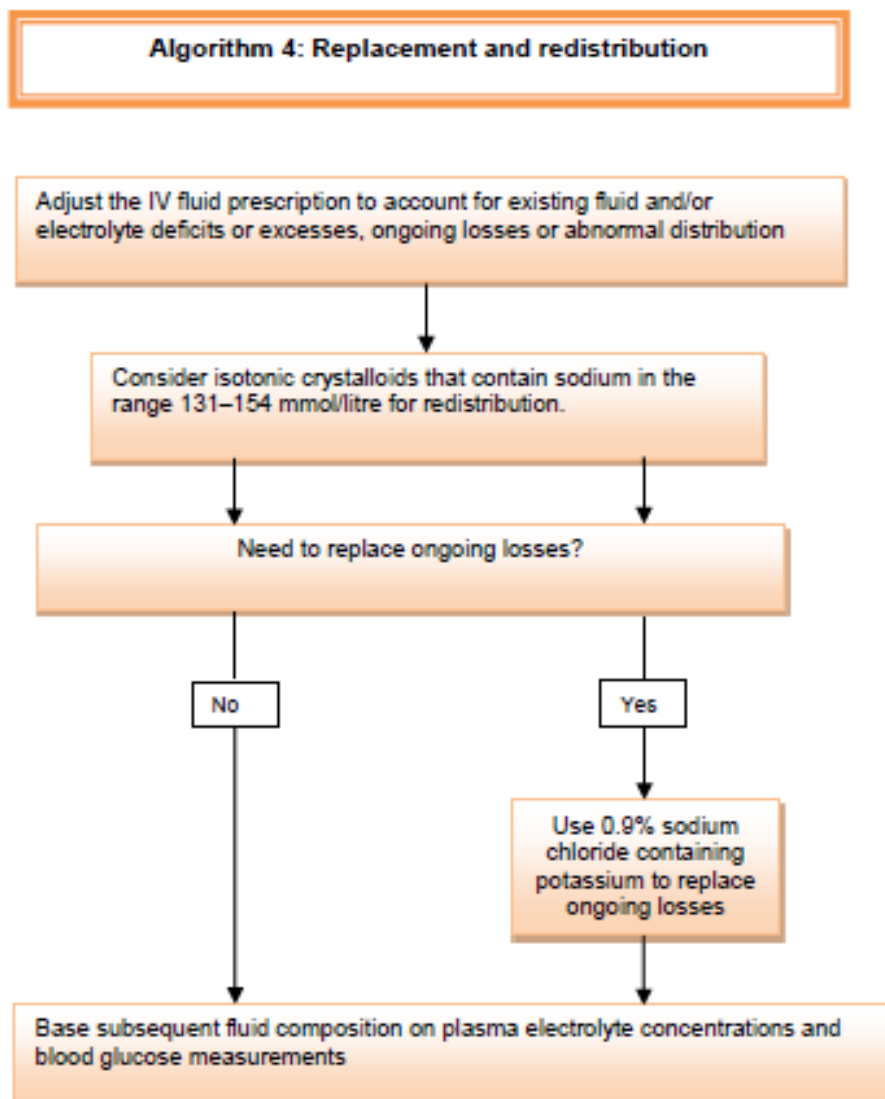 Algorithm 4: Replacement and redistribution
Adjust the IV fluid prescription to account for existing fluid and/or
electrolyte deficits or excesses, ongoing losses or abnormal distribution
Consider isotonic crystalloids that contain sodium in the
range 131–154 mmol/litre for redistribution.
Need to replace ongoing losses?
No
Yes
Use 0.9% sodium
chloride containing
potassium to replace
ongoing losses
Base subsequent fluid composition on plasma electrolyte concentrations and
blood glucose measurements